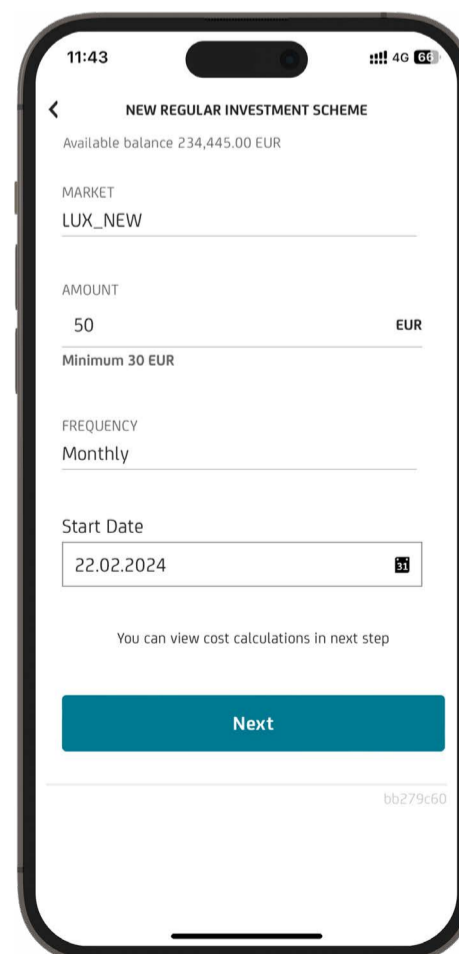 11:43
4G 66
NEW REGULAR INVESTMENT SCHEME
Available balance 234,445.00 EUR
MARKET
LUX_NEW
AMOUNT
50 EUR
Minimum 30 EUR
FREQUENCY
Monthly
Start Date
22.02.2024
31
You can view cost calculations in next step
Next
bb279c60